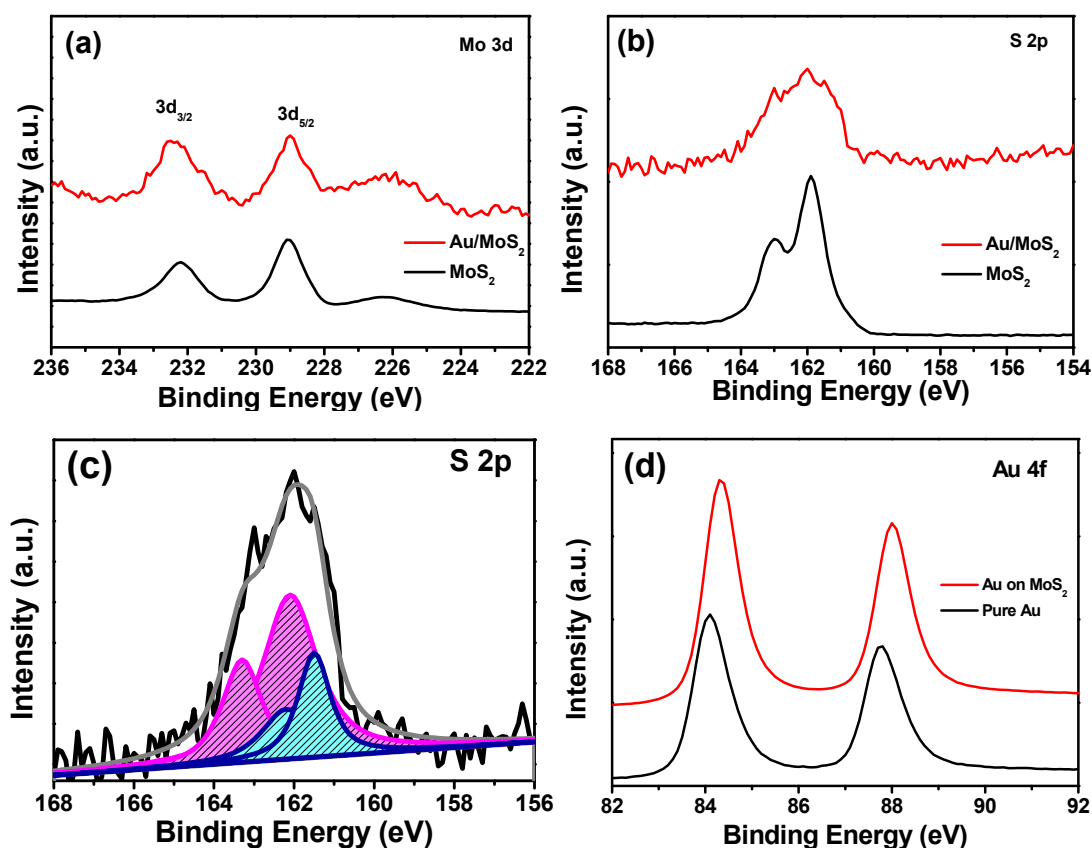 (a)
Mo 3d
3d3/2
3d5/2
Au/MoS2
MoS2
Intensity (a.u.)
236 234 232 230 228 226 224 222
Binding Energy (eV)
(b)
S 2p
Au/MoS2
MoS2
Intensity (a.u.)
168 166 164 162 160 158 156 154
Binding Energy (eV)
(c)
S 2p
Intensity (a.u.)
168 166 164 162 160 158 156
Binding Energy (eV)
(d)
Au 4f
Au on MoS2
Pure Au
Intensity (a.u.)
82 84 86 88 90 92
Binding Energy (eV)